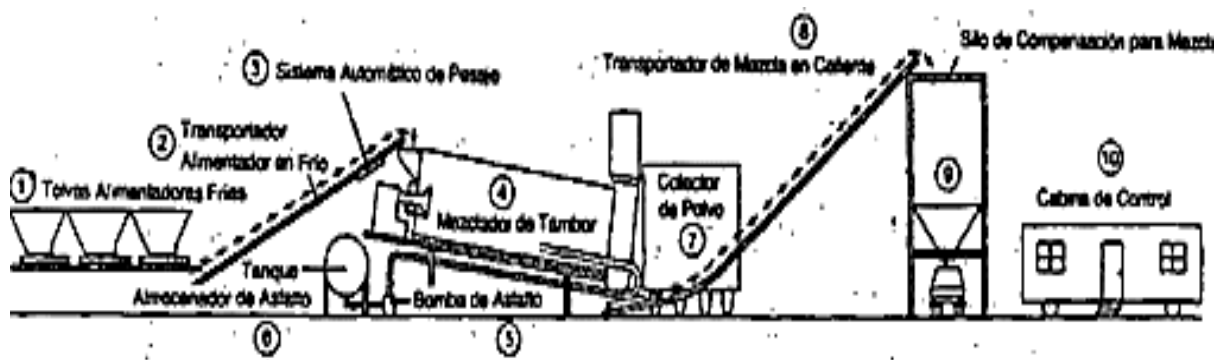 1 Tolvas Alimentadoras Frías
2 Transportador
Alimentador en Frío
3 Sistema Automático de Pesaje
4
Mezclador de Tambor
Tanque
Almacenador de Asfalto
6
Bomba de Asfalto
5
Colector
de Polvo
7
8
Transportador de Mezcla en Caliente
Silo de Compensación para Mezcla
9
10
Cabina de Control